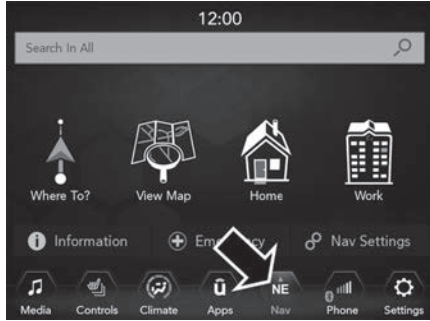 12:00
Search In All
Where To? View Map Home Work
Information Emergency Nav Settings
NE
Media Controls Climate Apps Nav Phone Settings